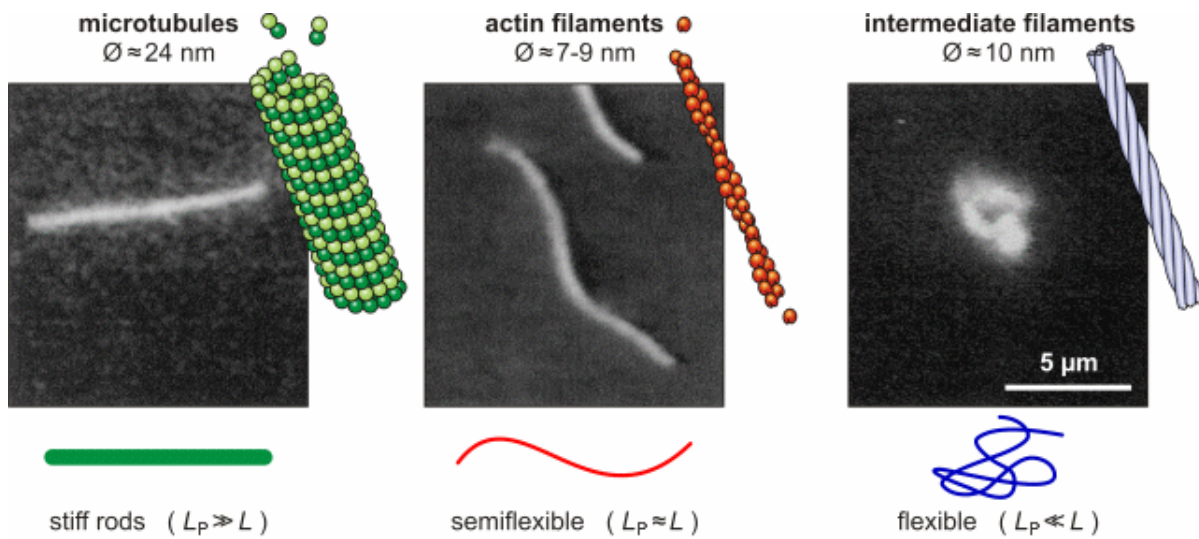 microtubules
Ø ≈ 24 nm
actin filaments
Ø ≈ 7-9 nm
intermediate filaments
Ø ≈ 10 nm
5 µm
stiff rods ( LP ≫ L )
semiflexible ( LP ≈ L )
flexible ( LP ≪ L )